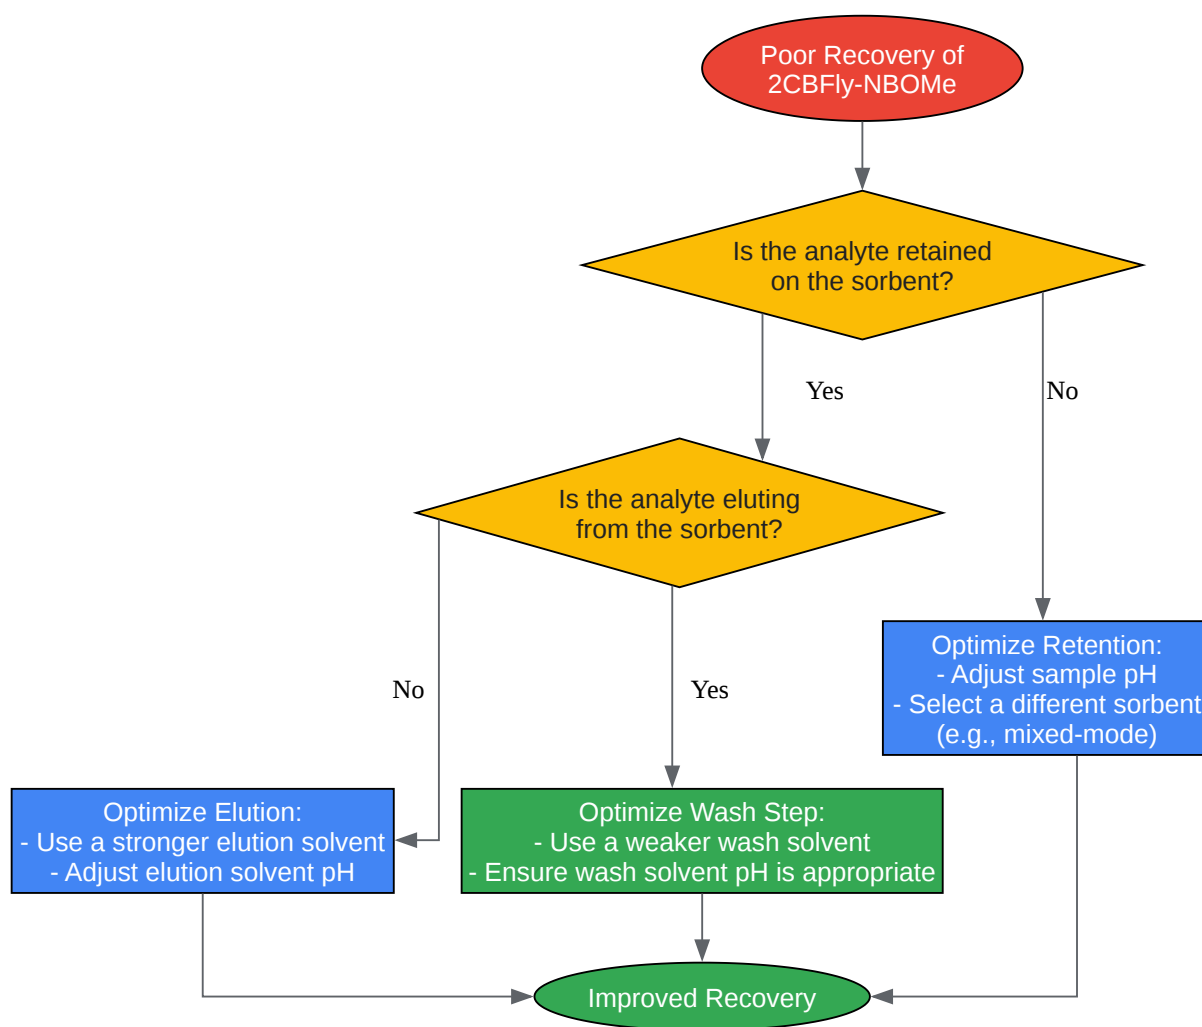 Poor Recovery of
2CBFly-NBOMe
Is the analyte retained
on the sorbent?
Yes
No
Is the analyte eluting
from the sorbent?
No
Yes
Optimize Retention:
- Adjust sample pH
- Select a different sorbent
(e.g., mixed-mode)
Optimize Elution:
- Use a stronger elution solvent
- Adjust elution solvent pH
Optimize Wash Step:
- Use a weaker wash solvent
- Ensure wash solvent pH is appropriate
Improved Recovery